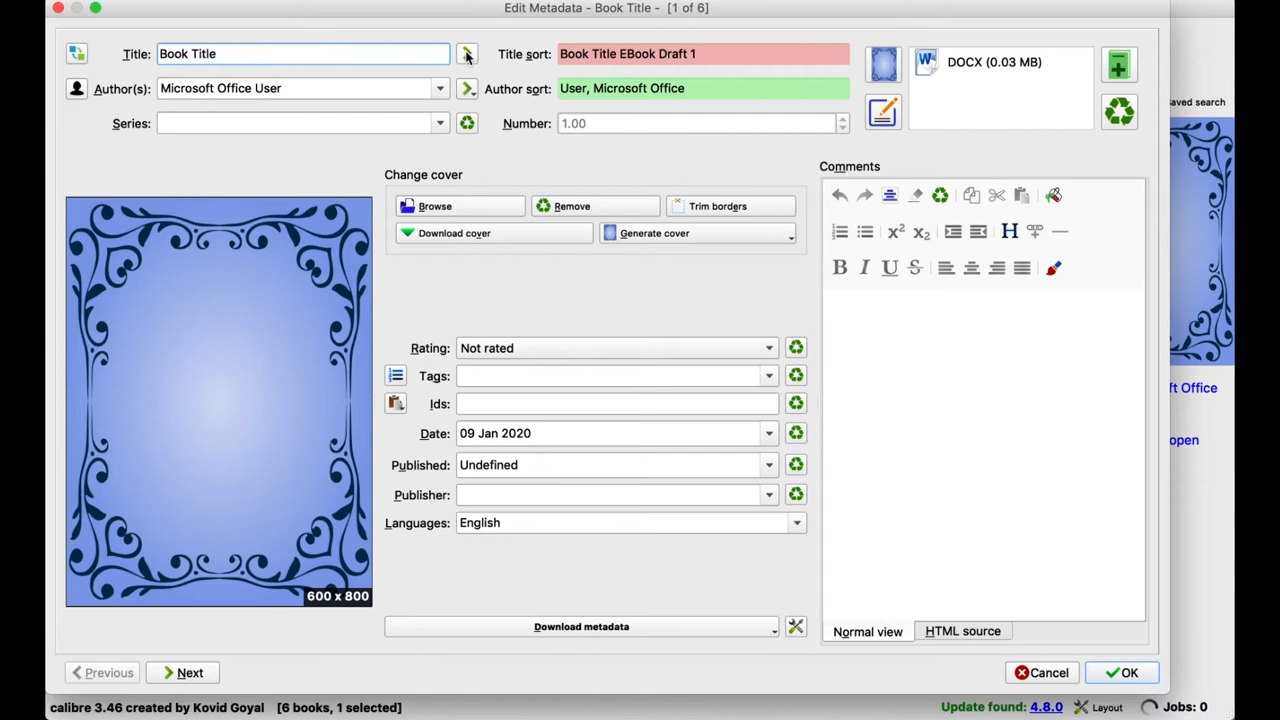 Edit Metadata - Book Title - [1 of 6]
Title: Book Title
Title sort: Book Title EBook Draft 1
Author(s): Microsoft Office User
Author sort: User, Microsoft Office
Series:
Number: 1.00
DOCX (0.03 MB)
aved search
Change cover
Browse
Remove
Trim borders
Download cover
Generate cover
600 x 800
Rating: Not rated
Tags:
Ids:
Date: 09 Jan 2020
Published: Undefined
Publisher:
Languages: English
Download metadata
Comments
Normal view
HTML source
ft Office
open
Previous
Next
Cancel
OK
calibre 3.46 created by Kovid Goyal [6 books, 1 selected]
Update found: 4.8.0
Layout
Jobs: 0